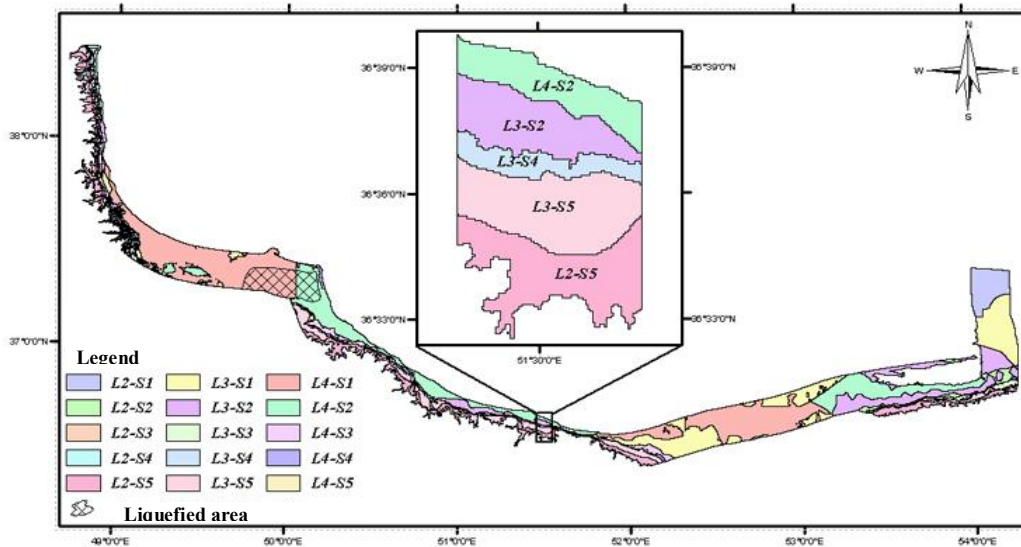 N
W E
S
36°39'0"N 36°39'0"N
L4-S2
38°0'0"N
L3-S2
L3-S4
36°36'0"N
L3-S5
L2-S5
36°33'0"N 36°33'0"N
37°0'0"N
51°30'0"E
Legend
L2-S1 L3-S1 L4-S1
L2-S2 L3-S2 L4-S2
L2-S3 L3-S3 L4-S3
L2-S4 L3-S4 L4-S4
L2-S5 L3-S5 L4-S5
Liquefied area
49°0'0"E 50°0'0"E 51°0'0"E 52°0'0"E 53°0'0"E 54°0'0"E